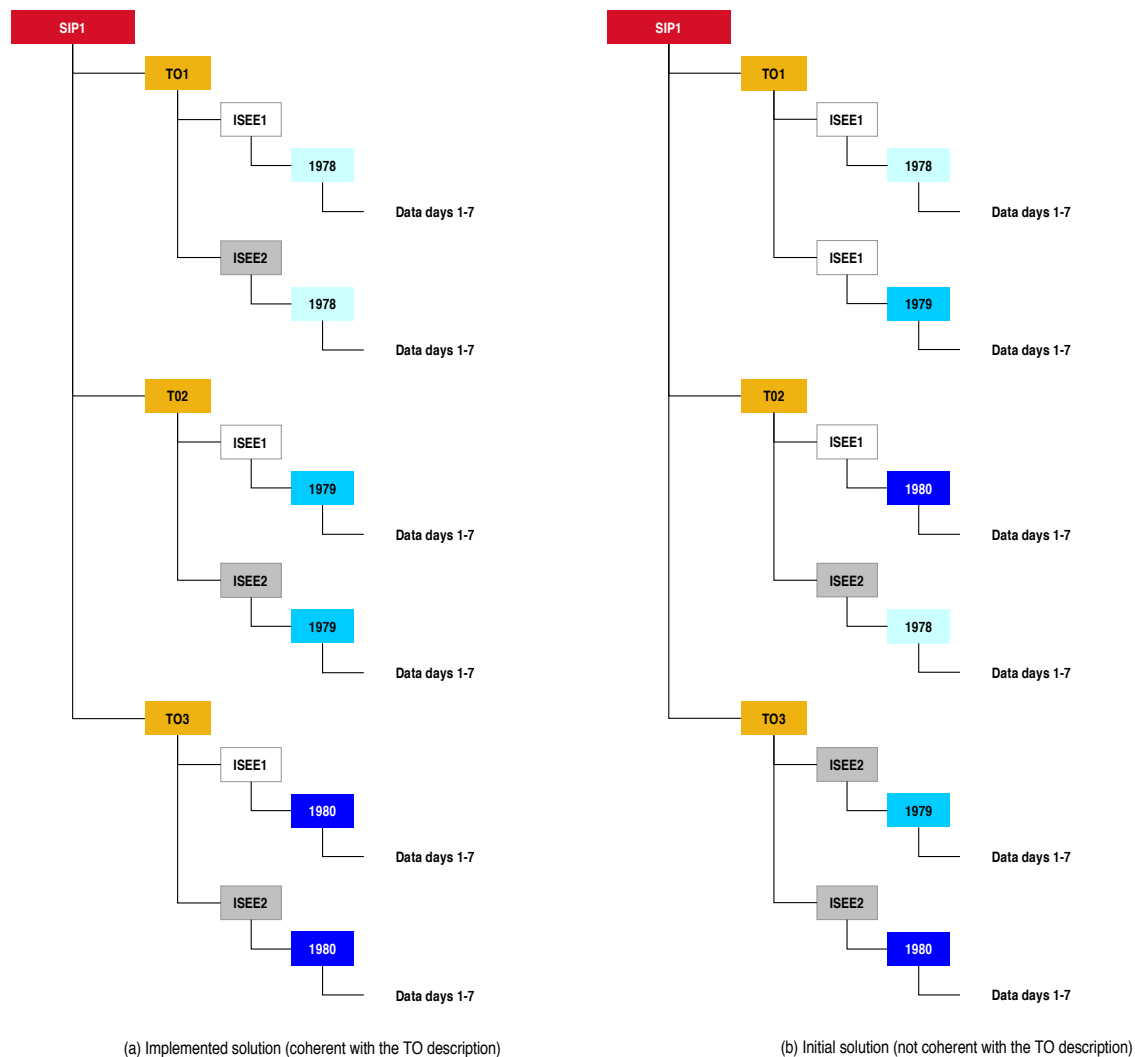 SIP1
TO1
ISEE1
1978
Data days 1-7
ISEE2
1978
Data days 1-7
T02
ISEE1
1979
Data days 1-7
ISEE2
1979
Data days 1-7
TO3
ISEE1
1980
Data days 1-7
ISEE2
1980
Data days 1-7
(a) Implemented solution (coherent with the TO description)
SIP1
TO1
ISEE1
1978
Data days 1-7
ISEE1
1979
Data days 1-7
T02
ISEE1
1980
Data days 1-7
ISEE2
1978
Data days 1-7
TO3
ISEE2
1979
Data days 1-7
ISEE2
1980
Data days 1-7
(b) Initial solution (not coherent with the TO description)